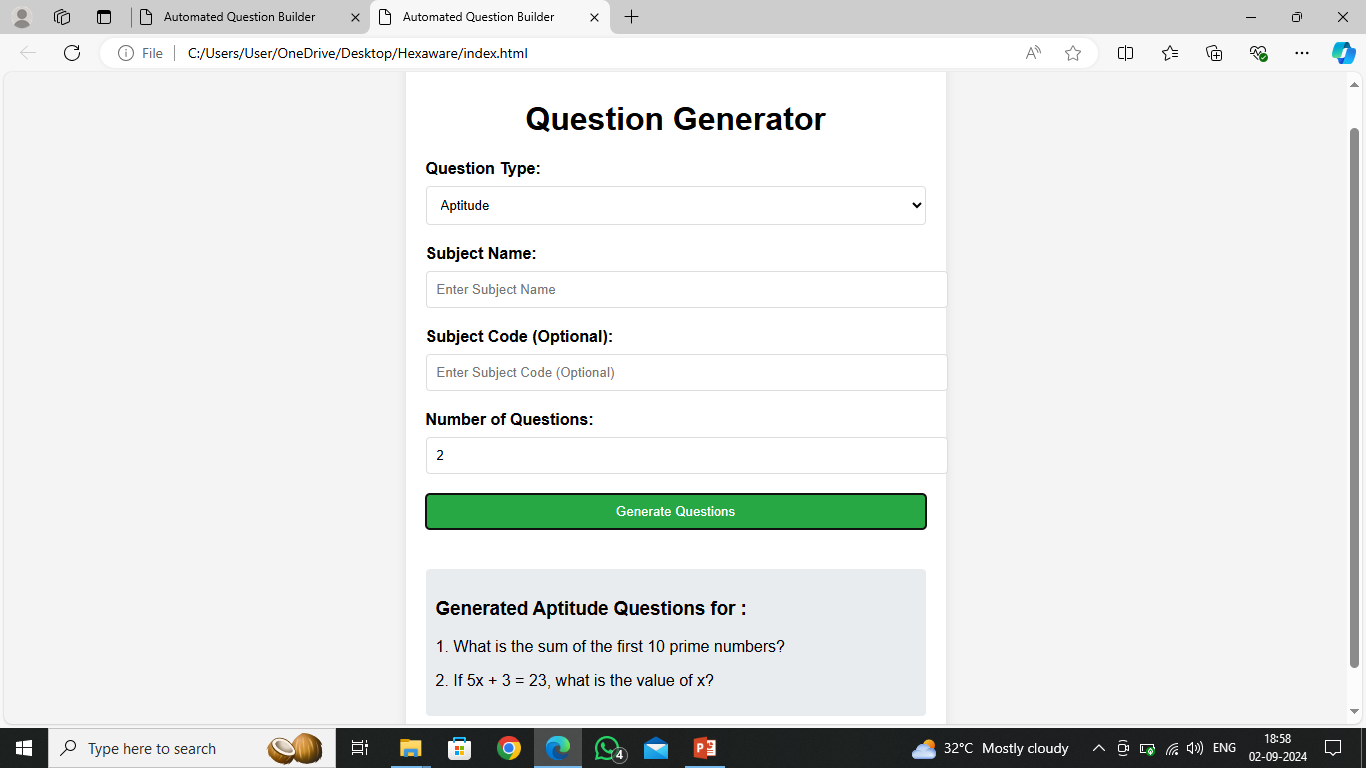 Automated Question Builder
Automated Question Builder
File
C:/Users/User/OneDrive/Desktop/Hexaware/index.html
Question Generator
Question Type:
Aptitude
Subject Name:
Enter Subject Name
Subject Code (Optional):
Enter Subject Code (Optional)
Number of Questions:
2
Generate Questions
Generated Aptitude Questions for :
1. What is the sum of the first 10 prime numbers?
2. If 5x + 3 = 23, what is the value of x?
Type here to search
4
32°C Mostly cloudy
ENG
18:58
02-09-2024